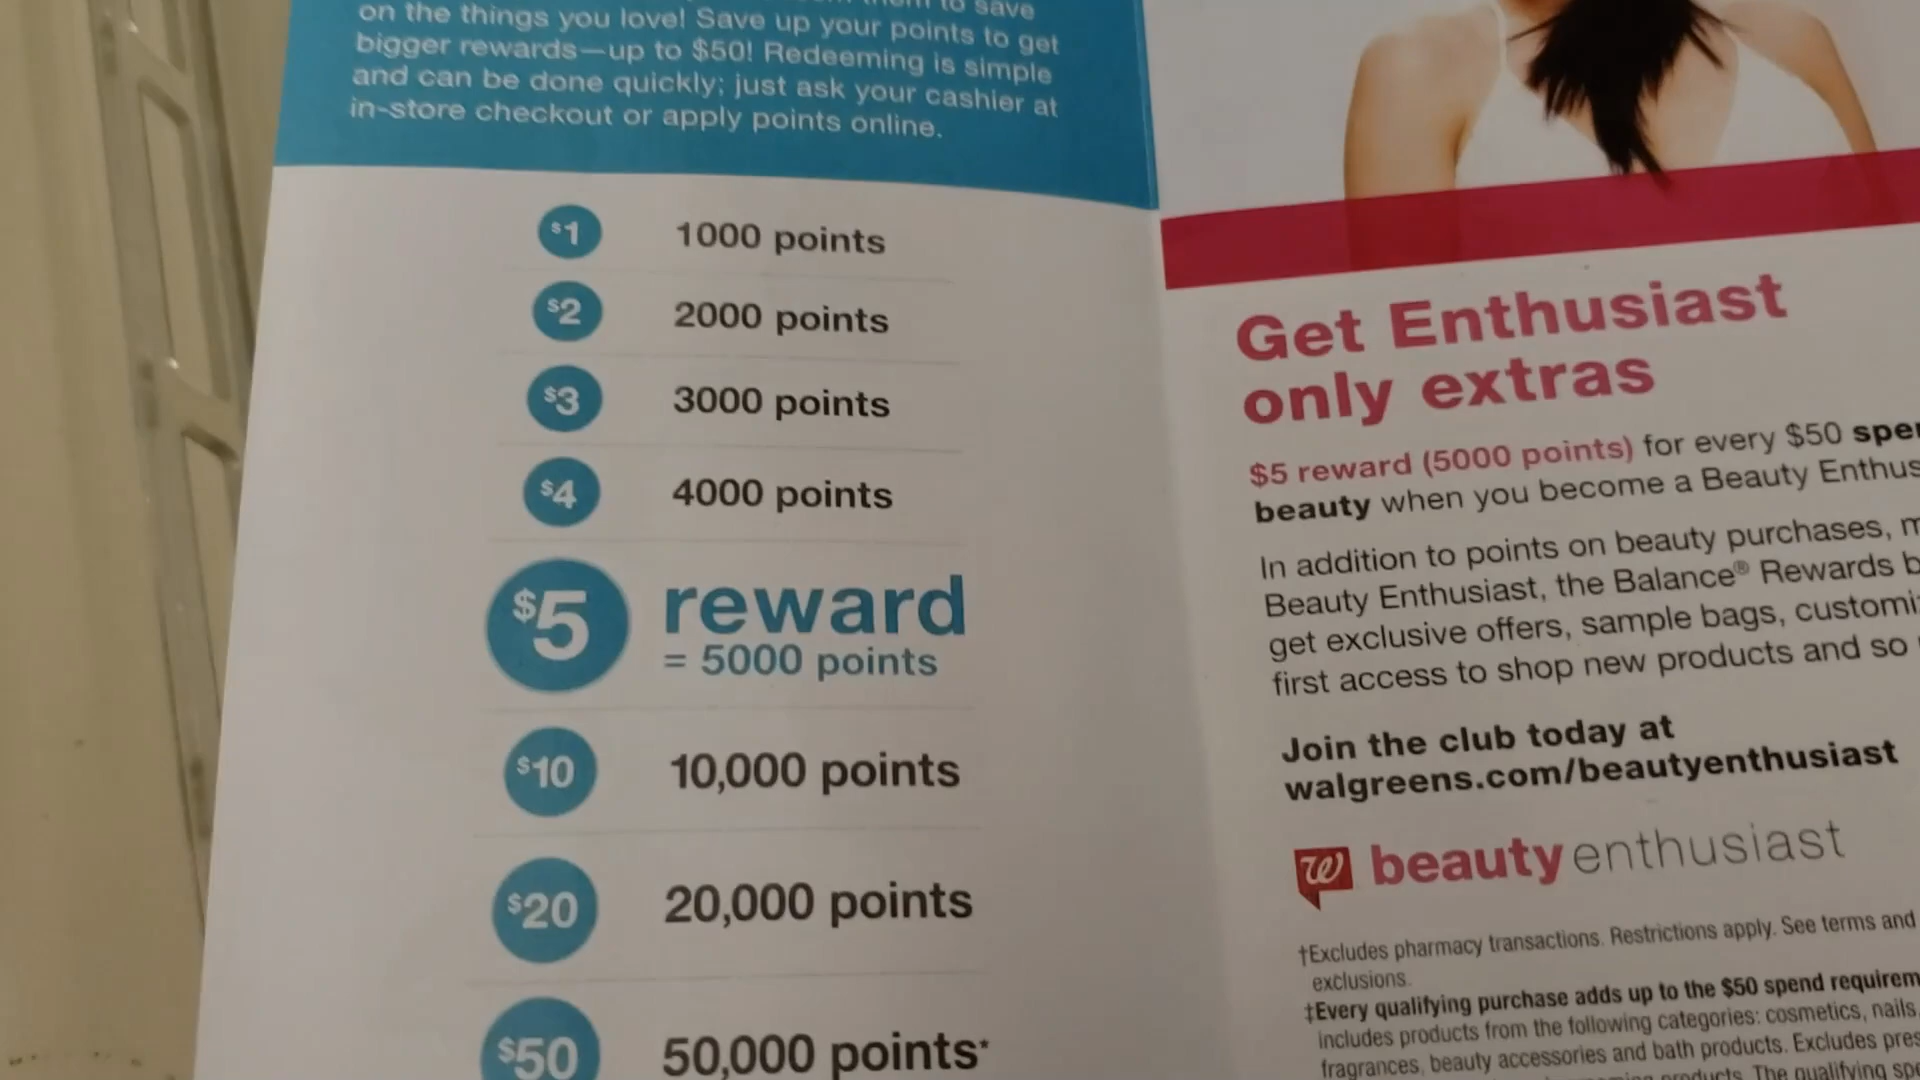 to save
on the things you love! Save up your points to get
bigger rewards—up to $50! Redeeming is simple
and can be done quickly; just ask your cashier at
in-store checkout or apply points online.
$1 1000 points
$2 2000 points
$3 3000 points
$4 4000 points
$5 reward
= 5000 points
$10 10,000 points
$20 20,000 points
$50 50,000 points*
Get Enthusiast
only extras
$5 reward (5000 points) for every $50
beauty when you become a Beauty
In addition to points on beauty purchases,
Beauty Enthusiast, the Balance® Rewards
get exclusive offers, sample bags,
first access to shop new products and so
Join the club today at
walgreens.com/beautyenthusiast
W beauty enthusiast
†Excludes pharmacy transactions. Restrictions apply. See terms and
exclusions.
‡Every qualifying purchase adds up to the $50 spend
includes products from the following categories: cosmetics, nails,
fragrances, beauty accessories and bath products. Excludes
products. The qualifying